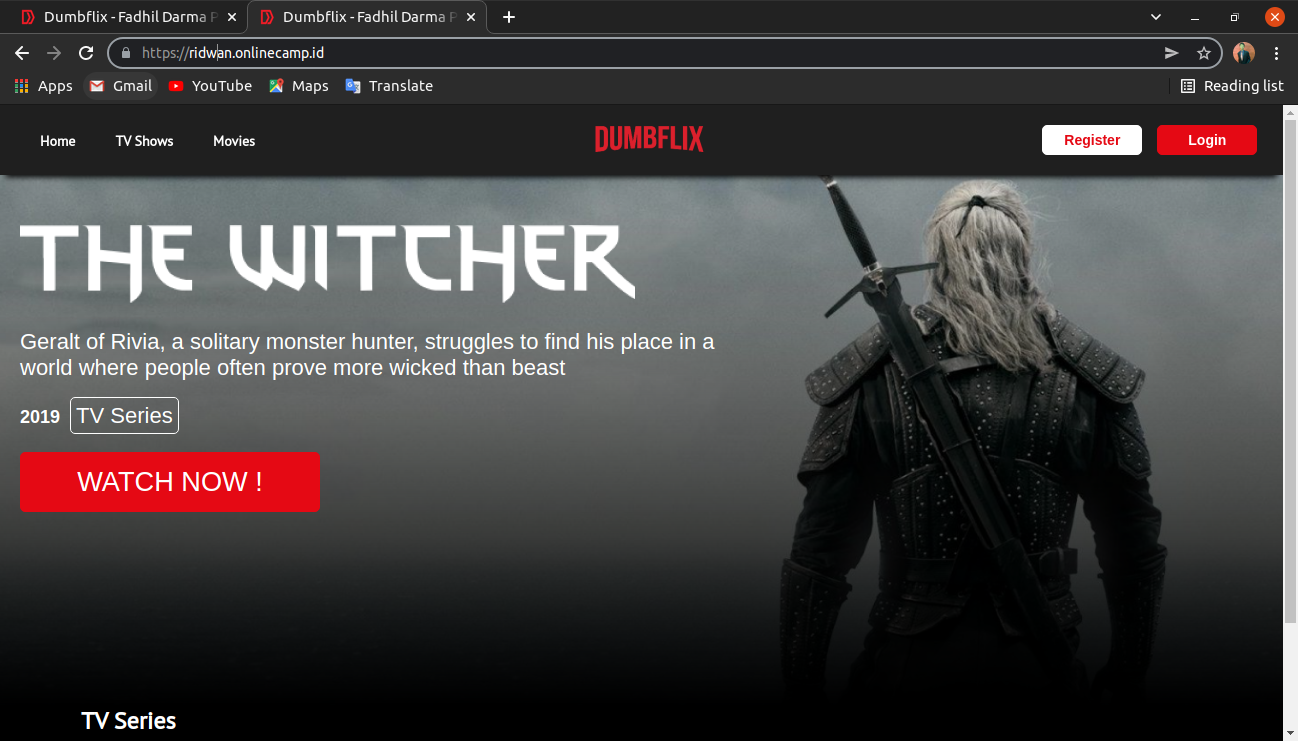 Dumbflix - Fadhil Darma P
Dumbflix - Fadhil Darma P
https://ridwan.onlinecamp.id
Apps Gmail YouTube Maps Translate Reading list
Home TV Shows Movies DUMBFLIX Register Login
THE WITCHER
Geralt of Rivia, a solitary monster hunter, struggles to find his place in a
world where people often prove more wicked than beast
2019 TV Series
WATCH NOW !
TV Series